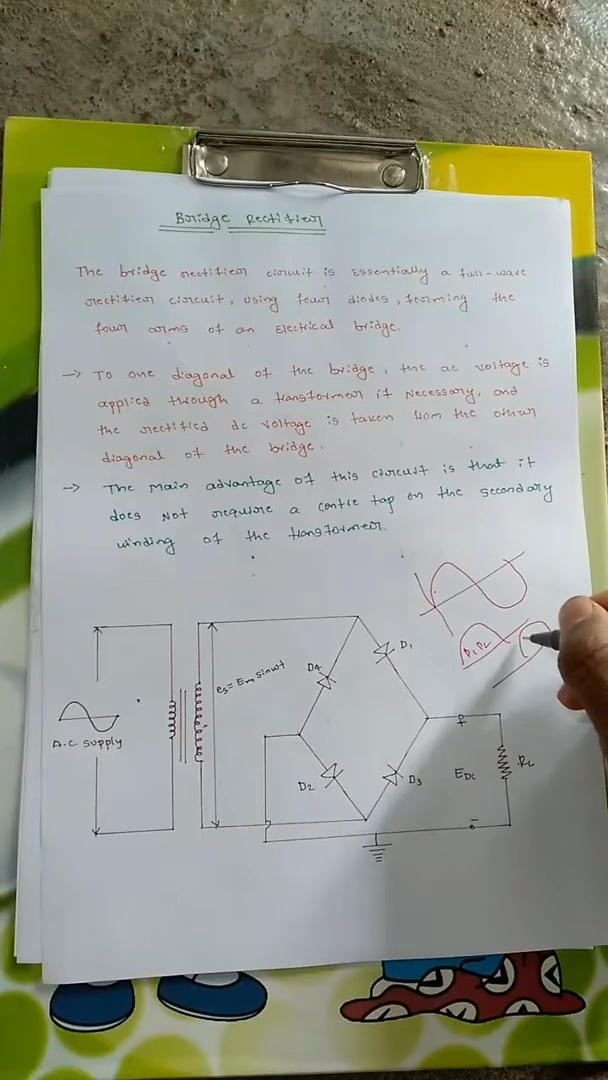 Bridge Rectifier
The bridge rectifier circuit is essentially a full-wave
rectifier circuit, using four diodes, forming the
four arms of an Electrical bridge.
→ To one diagonal of the bridge, the ac voltage is
applied through a transformer if Necessary, and
the rectified dc voltage is taken from the other
diagonal of the bridge.
→ The Main advantage of this circuit is that it
does Not require a centre tap on the secondary
winding of the transformer.
D1 D2
D1
D4
es = Em sinwt
A.C. supply
+
D2
D3
EDC
RL
-